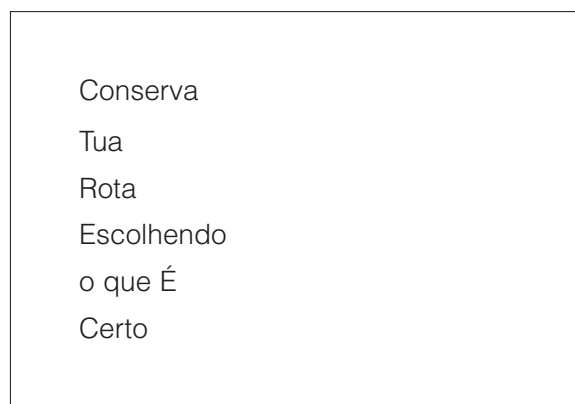 Conserva
Tua
Rota
Escolhendo
o que É
Certo